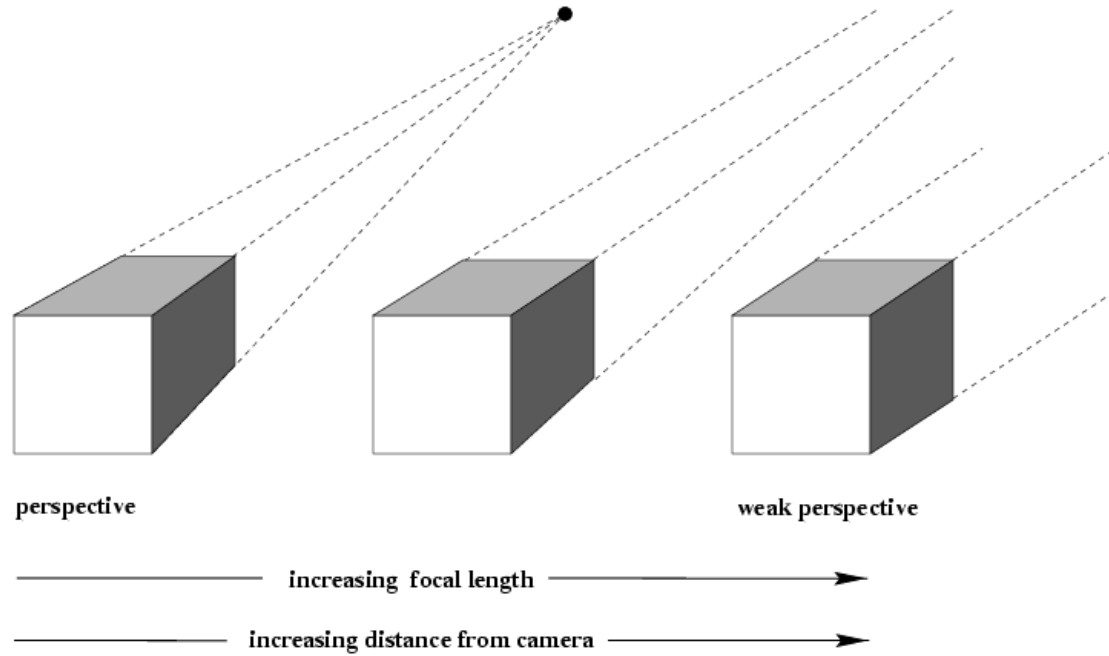 perspective
weak perspective
increasing focal length
increasing distance from camera